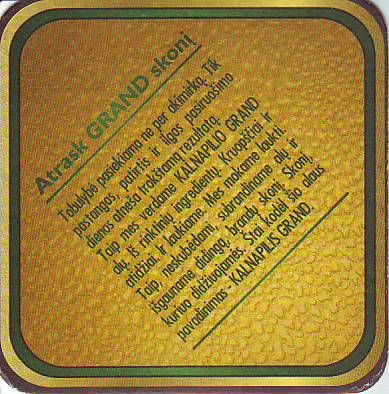 Atrask GRAND skonį
Tobulybė pasiekiama ne per akimirką. Tik
pastangos, patirtis ir ilgos pasiruošimo
dienos atneša trokštamą rezultatą.
Taip mes verdame KALNAPILIO GRAND
alų. Iš rinktinių ingredientų. Kruopščiai ir
atidžiai. Ir laukiame. Mes mokame laukti.
Taip, neskubėdami, subrandiname alų ir
išgauname didingą, brandų skonį. Skonį,
kuriuo didžiuojamės. Štai kodėl šio alaus
pavadinimas - KALNAPILIS GRAND.